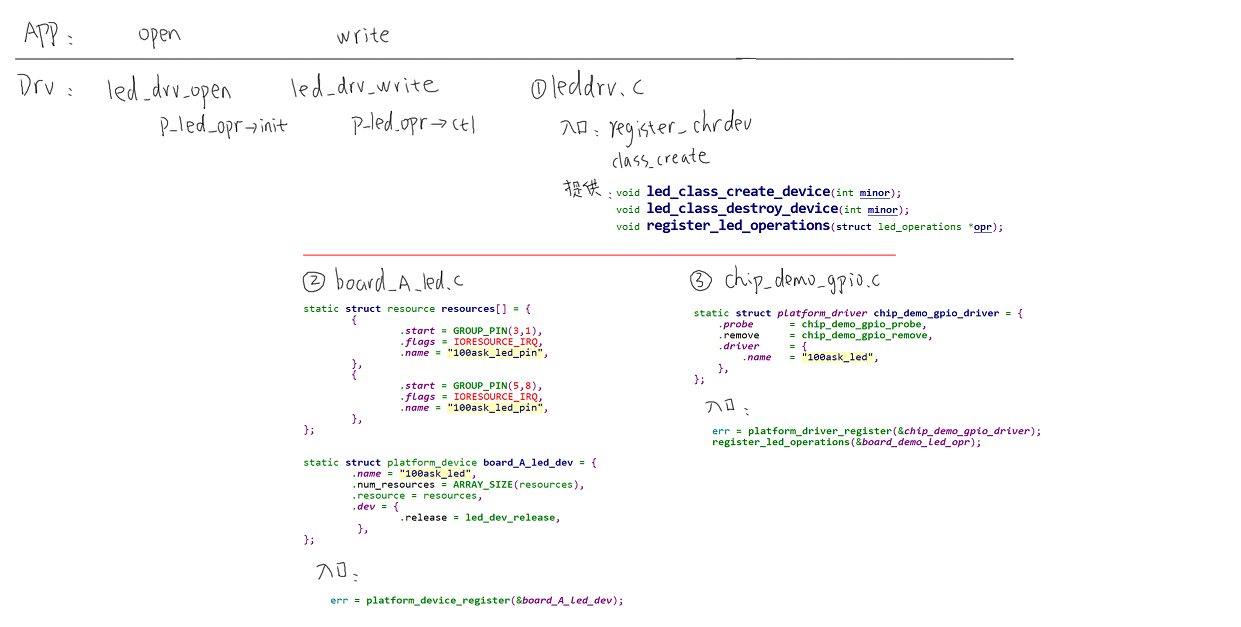 App: open write
Drv: led_drv_open led_drv_write ①leddrv.c
p_led_opr→init p_led_opr→ctl 入口: register_chrdev
class_create
提供: void led_class_create_device(int minor);
void led_class_destroy_device(int minor);
void register_led_operations(struct led_operations *opr);
② board_A_led.c
static struct resource resources[] = {
{
.start = GROUP_PIN(3,1),
.flags = IORESOURCE_IRQ,
.name = "100ask_led_pin",
},
{
.start = GROUP_PIN(5,8),
.flags = IORESOURCE_IRQ,
.name = "100ask_led_pin",
},
};
static struct platform_device board_A_led_dev = {
.name = "100ask_led",
.num_resources = ARRAY_SIZE(resources),
.resource = resources,
.dev = {
.release = led_dev_release,
},
};
入口:
err = platform_device_register(&board_A_led_dev);
③ chip_demo_gpio.c
static struct platform_driver chip_demo_gpio_driver = {
.probe = chip_demo_gpio_probe,
.remove = chip_demo_gpio_remove,
.driver = {
.name = "100ask_led",
},
};
入口:
err = platform_driver_register(&chip_demo_gpio_driver);
register_led_operations(&board_demo_led_opr);